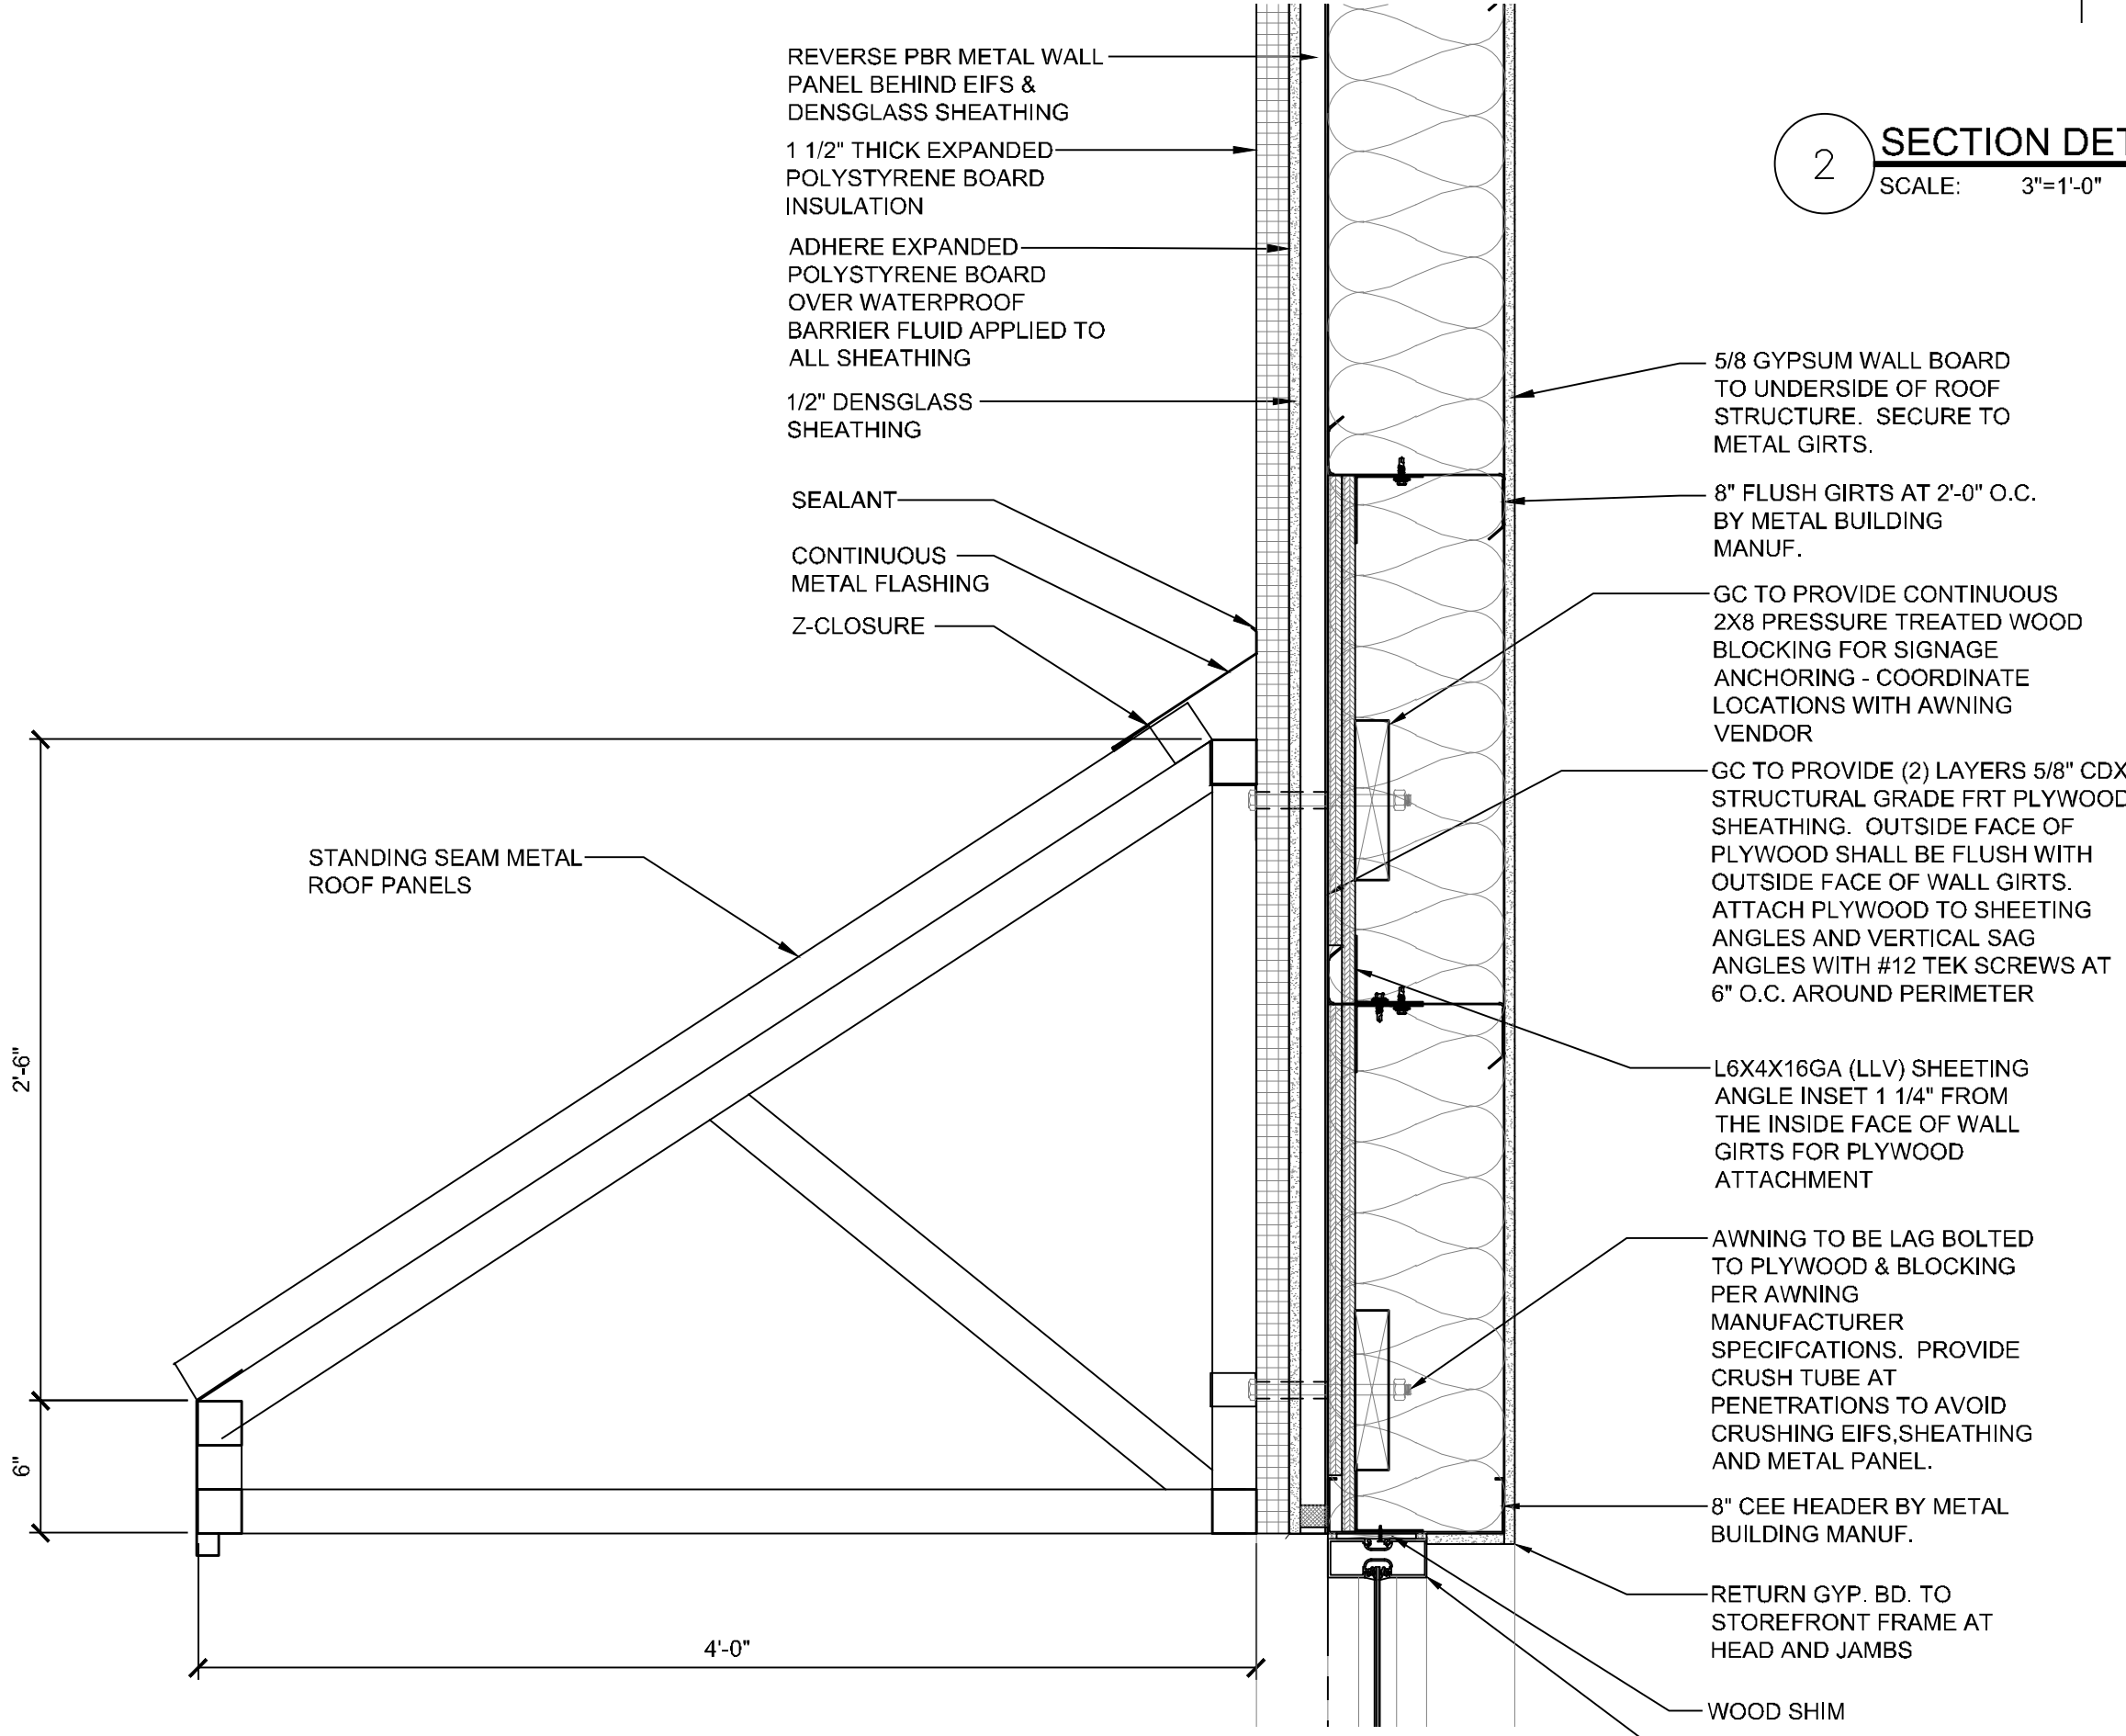 REVERSE PBR METAL WALL
PANEL BEHIND EIFS &
DENSGLASS SHEATHING
1 1/2" THICK EXPANDED
POLYSTYRENE BOARD
INSULATION
ADHERE EXPANDED
POLYSTYRENE BOARD
OVER WATERPROOF
BARRIER FLUID APPLIED TO
ALL SHEATHING
1/2" DENSGLASS
SHEATHING
SEALANT
CONTINUOUS
METAL FLASHING
Z-CLOSURE
STANDING SEAM METAL
ROOF PANELS
2'-6"
6"
4'-0"
2
SECTION DET
SCALE: 3"=1'-0"
5/8 GYPSUM WALL BOARD
TO UNDERSIDE OF ROOF
STRUCTURE. SECURE TO
METAL GIRTS.
8" FLUSH GIRTS AT 2'-0" O.C.
BY METAL BUILDING
MANUF.
GC TO PROVIDE CONTINUOUS
2X8 PRESSURE TREATED WOOD
BLOCKING FOR SIGNAGE
ANCHORING - COORDINATE
LOCATIONS WITH AWNING
VENDOR
GC TO PROVIDE (2) LAYERS 5/8" CDX
STRUCTURAL GRADE FRT PLYWOOD
SHEATHING. OUTSIDE FACE OF
PLYWOOD SHALL BE FLUSH WITH
OUTSIDE FACE OF WALL GIRTS.
ATTACH PLYWOOD TO SHEETING
ANGLES AND VERTICAL SAG
ANGLES WITH #12 TEK SCREWS AT
6" O.C. AROUND PERIMETER
L6X4X16GA (LLV) SHEETING
ANGLE INSET 1 1/4" FROM
THE INSIDE FACE OF WALL
GIRTS FOR PLYWOOD
ATTACHMENT
AWNING TO BE LAG BOLTED
TO PLYWOOD & BLOCKING
PER AWNING
MANUFACTURER
SPECIFCATIONS. PROVIDE
CRUSH TUBE AT
PENETRATIONS TO AVOID
CRUSHING EIFS,SHEATHING
AND METAL PANEL.
8" CEE HEADER BY METAL
BUILDING MANUF.
RETURN GYP. BD. TO
STOREFRONT FRAME AT
HEAD AND JAMBS
WOOD SHIM